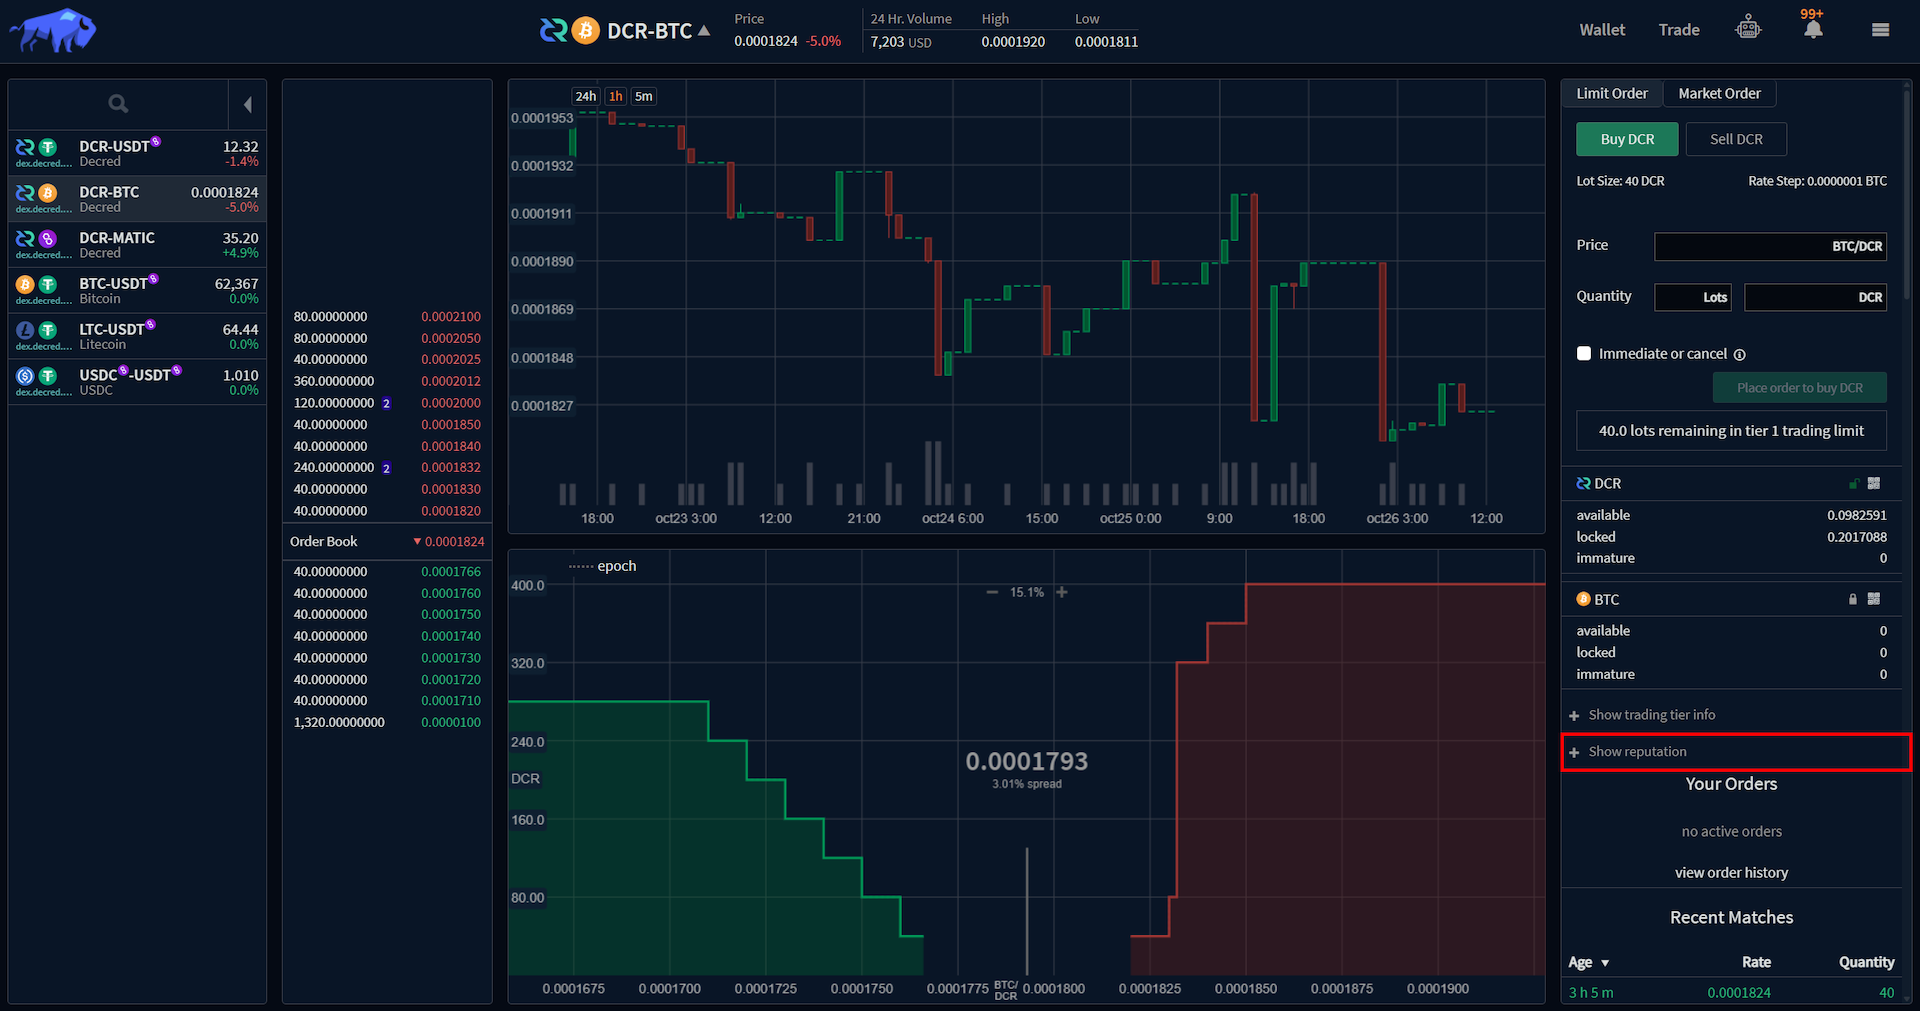 DCR-BTC
Price
0.0001824 -5.0%
24 Hr. Volume
7,203 USD
High
0.0001920
Low
0.0001811
Wallet
Trade
99+
DCR-USDT
Decred
12.32
-1.4%
dex.decred....
DCR-BTC
Decred
0.0001824
-5.0%
dex.decred....
DCR-MATIC
Decred
35.20
+4.9%
dex.decred....
BTC-USDT
Bitcoin
62,367
0.0%
dex.decred....
LTC-USDT
Litecoin
64.44
0.0%
dex.decred....
USDC -USDT
USDC
1.010
0.0%
dex.decred....
80.00000000 0.0002100
80.00000000 0.0002050
40.00000000 0.0002025
360.00000000 0.0002012
120.00000000 2 0.0002000
40.00000000 0.0001850
40.00000000 0.0001840
240.00000000 2 0.0001832
40.00000000 0.0001830
40.00000000 0.0001820
Order Book 0.0001824
40.00000000 0.0001766
40.00000000 0.0001760
40.00000000 0.0001750
40.00000000 0.0001740
40.00000000 0.0001730
40.00000000 0.0001720
40.00000000 0.0001710
1,320.00000000 0.0000100
24h 1h 5m
0.0001953
0.0001932
0.0001911
0.0001890
0.0001869
0.0001848
0.0001827
18:00 oct23 3:00 12:00 21:00 oct24 6:00 15:00 oct25 0:00 9:00 18:00 oct26 3:00 12:00
epoch
15.1%
400.0
320.0
240.0
DCR
160.0
80.00
0.0001793
3.01% spread
0.0001675 0.0001700 0.0001725 0.0001750 0.0001775 BTC/ DCR 0.0001800 0.0001825 0.0001850 0.0001875 0.0001900
Limit Order Market Order
Buy DCR Sell DCR
Lot Size: 40 DCR Rate Step: 0.0000001 BTC
Price BTC/DCR
Quantity Lots DCR
Immediate or cancel
Place order to buy DCR
40.0 lots remaining in tier 1 trading limit
DCR
available 0.0982591
locked 0.2017088
immature 0
BTC
available 0
locked 0
immature 0
Show trading tier info
Show reputation
Your Orders
no active orders
view order history
Recent Matches
Age Rate Quantity
3 h 5 m 0.0001824 40